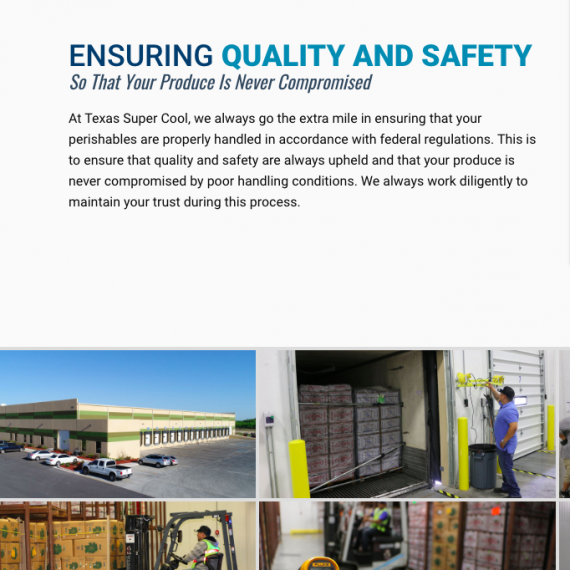 ENSURING QUALITY AND SAFETY
So That Your Produce Is Never Compromised
At Texas Super Cool, we always go the extra mile in ensuring that your
perishables are properly handled in accordance with federal regulations. This is
to ensure that quality and safety are always upheld and that your produce is
never compromised by poor handling conditions. We always work diligently to
maintain your trust during this process.